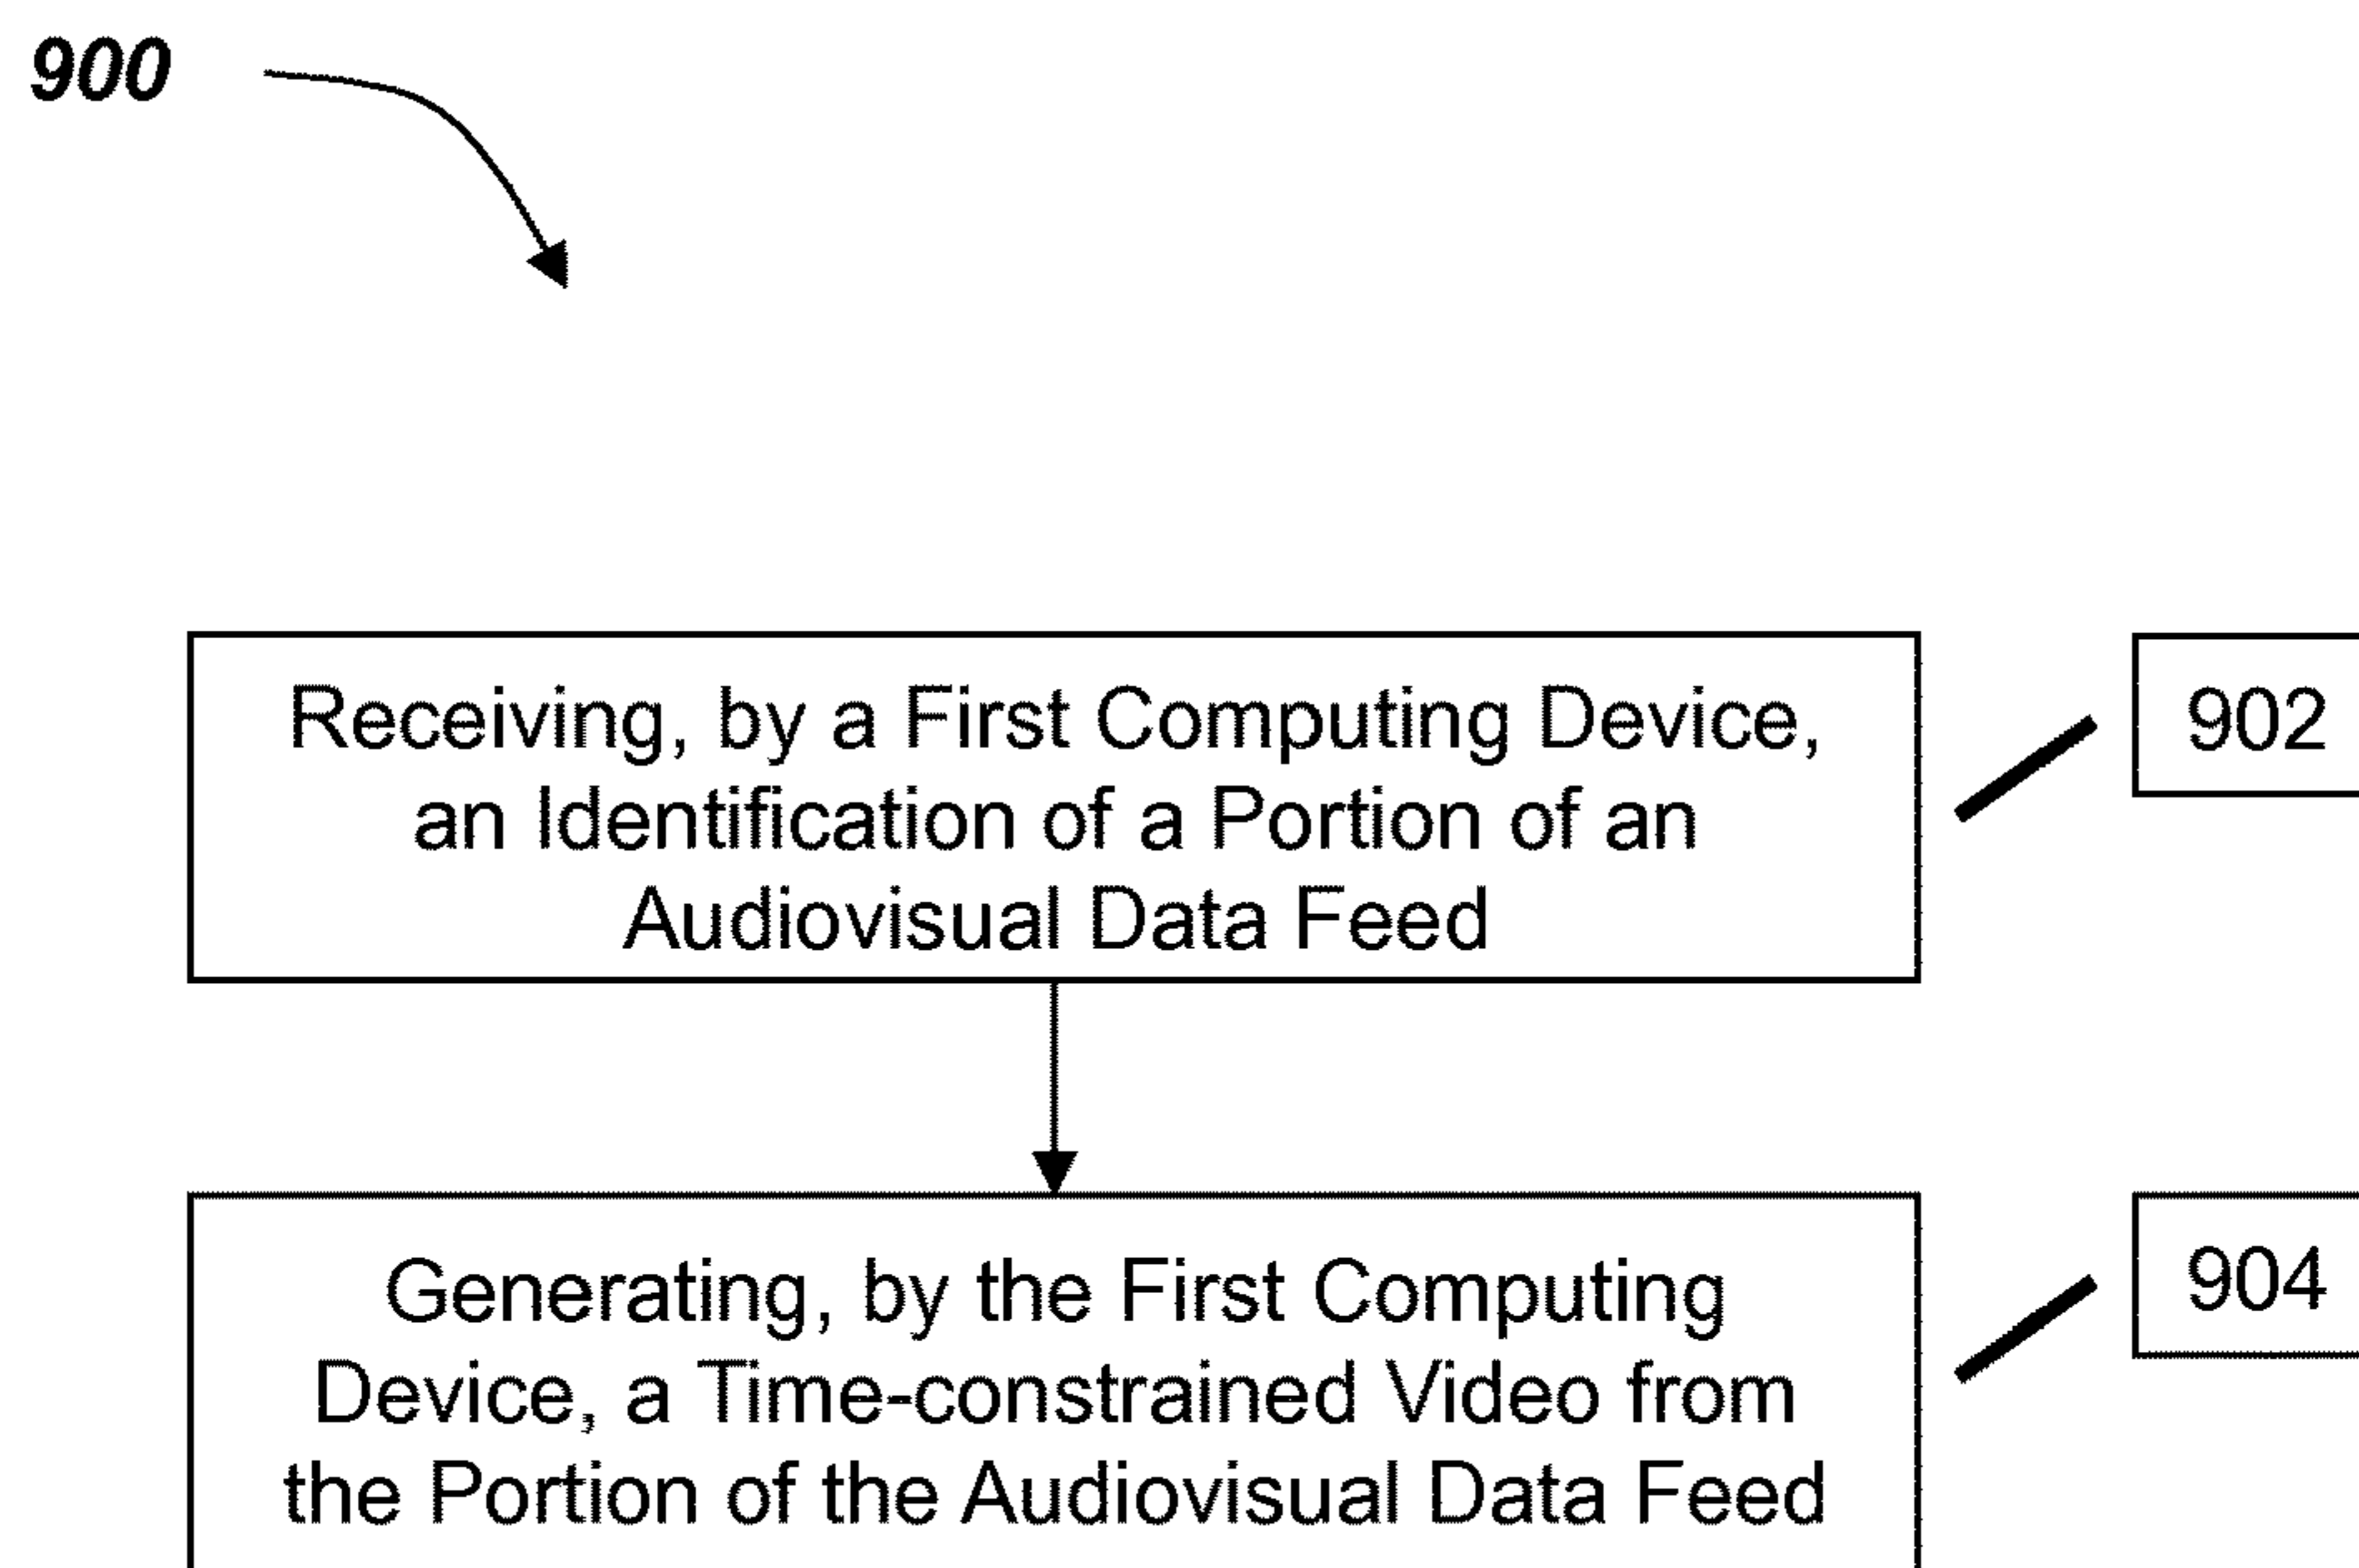 900
Receiving, by a First Computing Device,
an Identification of a Portion of an
Audiovisual Data Feed
902
Generating, by the First Computing
Device, a Time-constrained Video from
the Portion of the Audiovisual Data Feed
904